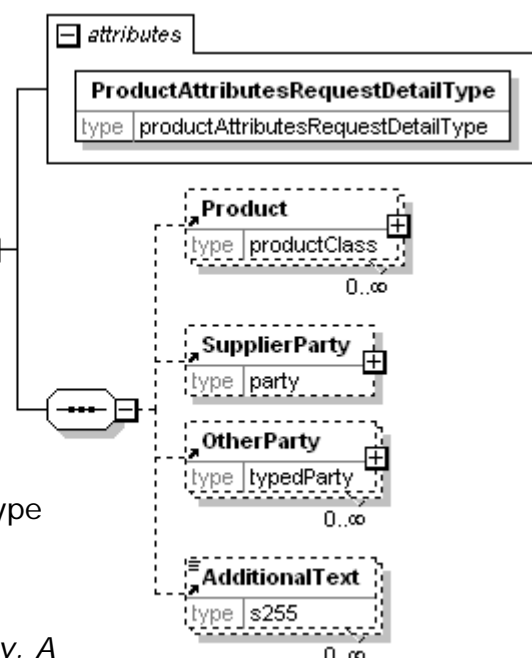 attributes
ProductAttributesRequestDetailType
type productAttributesRequestDetailType
Product
type productClass
0..∞
SupplierParty
type party
OtherParty
type typedParty
0..∞
ype
AdditionalText
type s255
v. A
0..∞